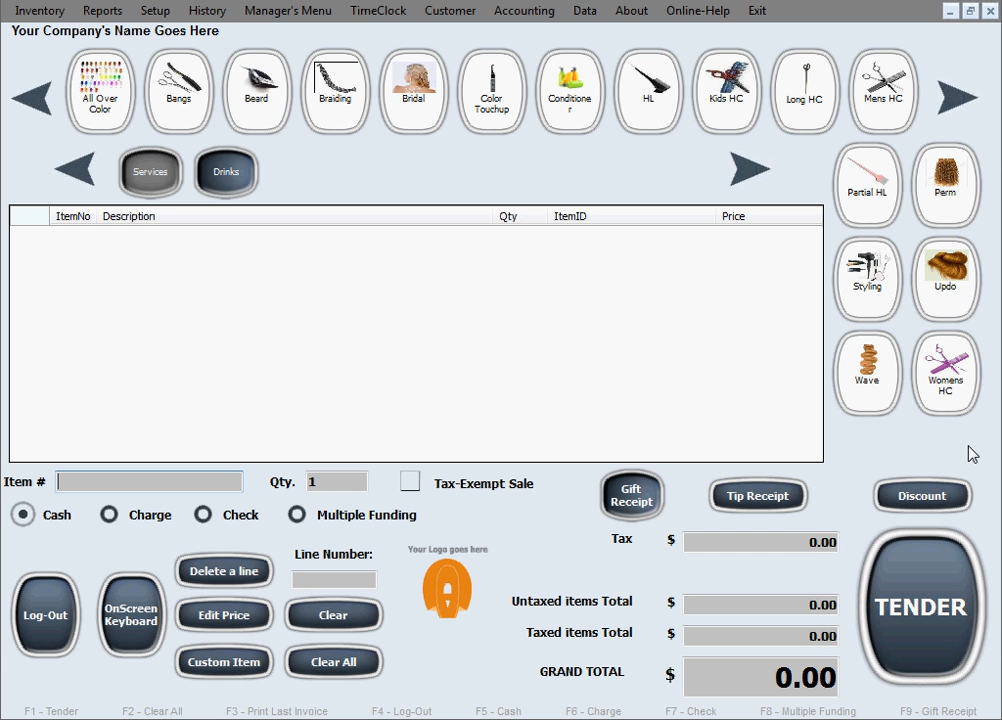 Inventory Reports Setup History Manager's Menu TimeClock Customer Accounting Data About Online-Help Exit
Your Company's Name Goes Here
All Over
Color
Bangs
Beard
Braiding
Bridal
Color
Touchup
Conditione
r
HL
Kids HC
Long HC
Mens HC
Services
Drinks
Partial HL
Perm
ItemNo Description Qty ItemID Price
Styling
Updo
Wave
Womens
HC
Item #
Qty. 1
Tax-Exempt Sale
Gift
Receipt
Tip Receipt
Discount
Cash Charge Check Multiple Funding
Tax $ 0.00
Line Number:
Your Logo goes here
Delete a line
Log-Out
OnScreen
Keyboard
Edit Price
Clear
Custom Item
Clear All
Untaxed items Total $ 0.00
Taxed items Total $ 0.00
GRAND TOTAL $ 0.00
TENDER
F1 - Tender F2 - Clear All F3 - Print Last Invoice F4 - Log-Out F5 - Cash F6 - Charge F7 - Check F8 - Multiple Funding F9 - Gift Receipt